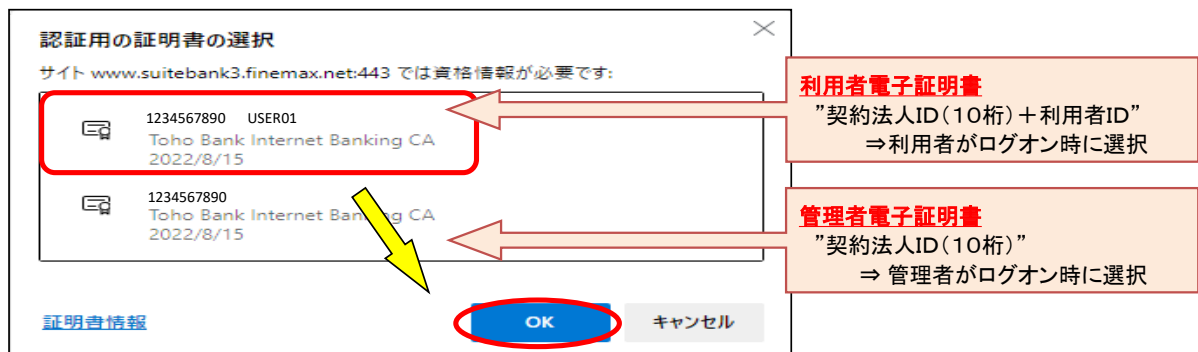 認証用の証明書の選択
サイト www.suitebank3.finemax.net:443 では資格情報が必要です:
1234567890 USER01
Toho Bank Internet Banking CA
2022/8/15
1234567890
Toho Bank Internet Banking CA
2022/8/15
証明書情報
OK
キャンセル
利用者電子証明書
”契約法人ID(10桁)+利用者ID”
⇒利用者がログオン時に選択
管理者電子証明書
”契約法人ID(10桁)”
⇒ 管理者がログオン時に選択